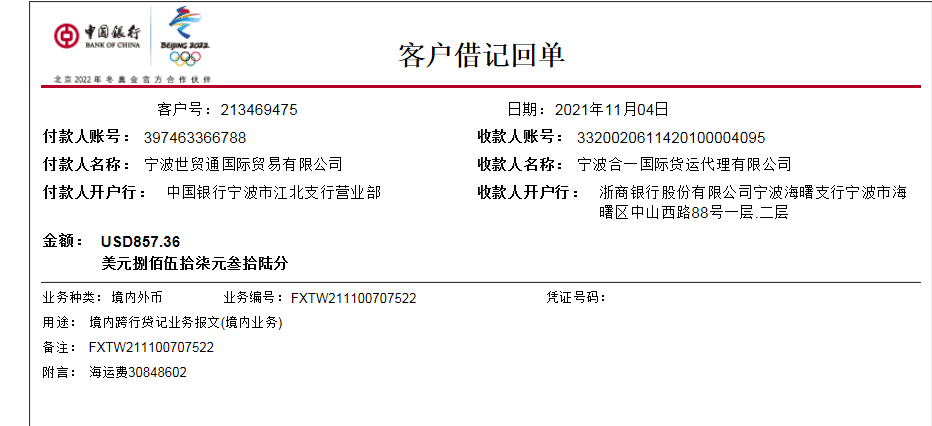 中国银行
BANK OF CHINA
BEIJING 2022
北京2022年冬奥会官方合作伙伴
客户借记回单
客户号：213469475 日期：2021年11月04日
付款人账号：397463366788 收款人账号：3320020611420100004095
付款人名称：宁波世贸通国际贸易有限公司 收款人名称：宁波合一国际货运代理有限公司
付款人开户行：中国银行宁波市江北支行营业部 收款人开户行：浙商银行股份有限公司宁波海曙支行宁波市海
曙区中山西路88号一层.二层
金额：USD857.36
美元捌佰伍拾柒元叁拾陆分
业务种类：境内外币 业务编号：FXTW211100707522 凭证号码：
用途：境内跨行贷记业务报文(境内业务)
备注：FXTW211100707522
附言：海运费30848602